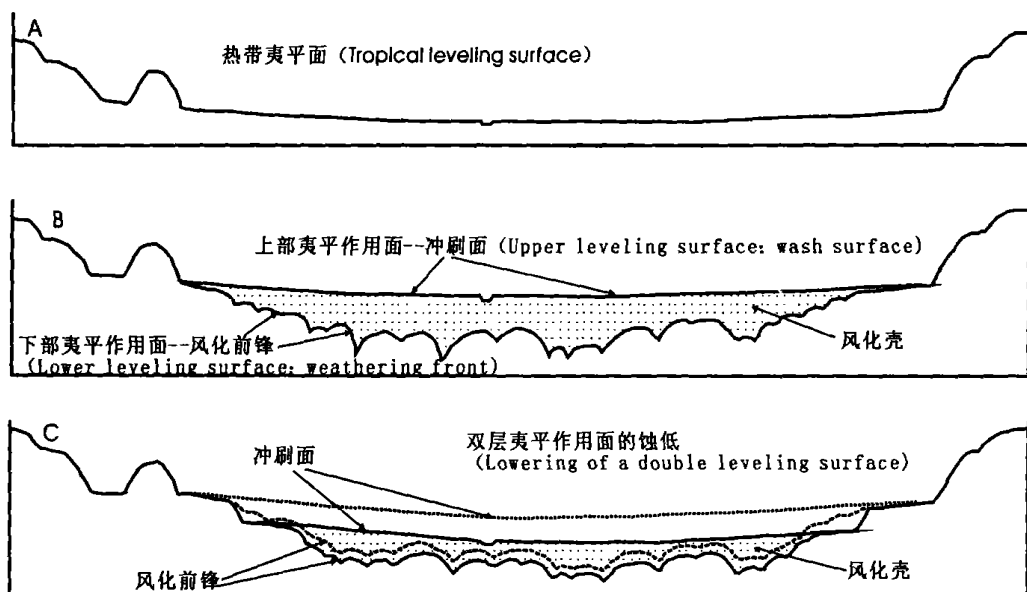 A
热带夷平面（Tropical leveling surface）
B
上部夷平作用面--冲刷面（Upper leveling surface: wash surface）
下部夷平作用面--风化前锋
（Lower leveling surface: weathering front）
风化壳
C
冲刷面
双层夷平作用面的蚀低
（Lowering of a double leveling surface）
风化前锋
风化壳